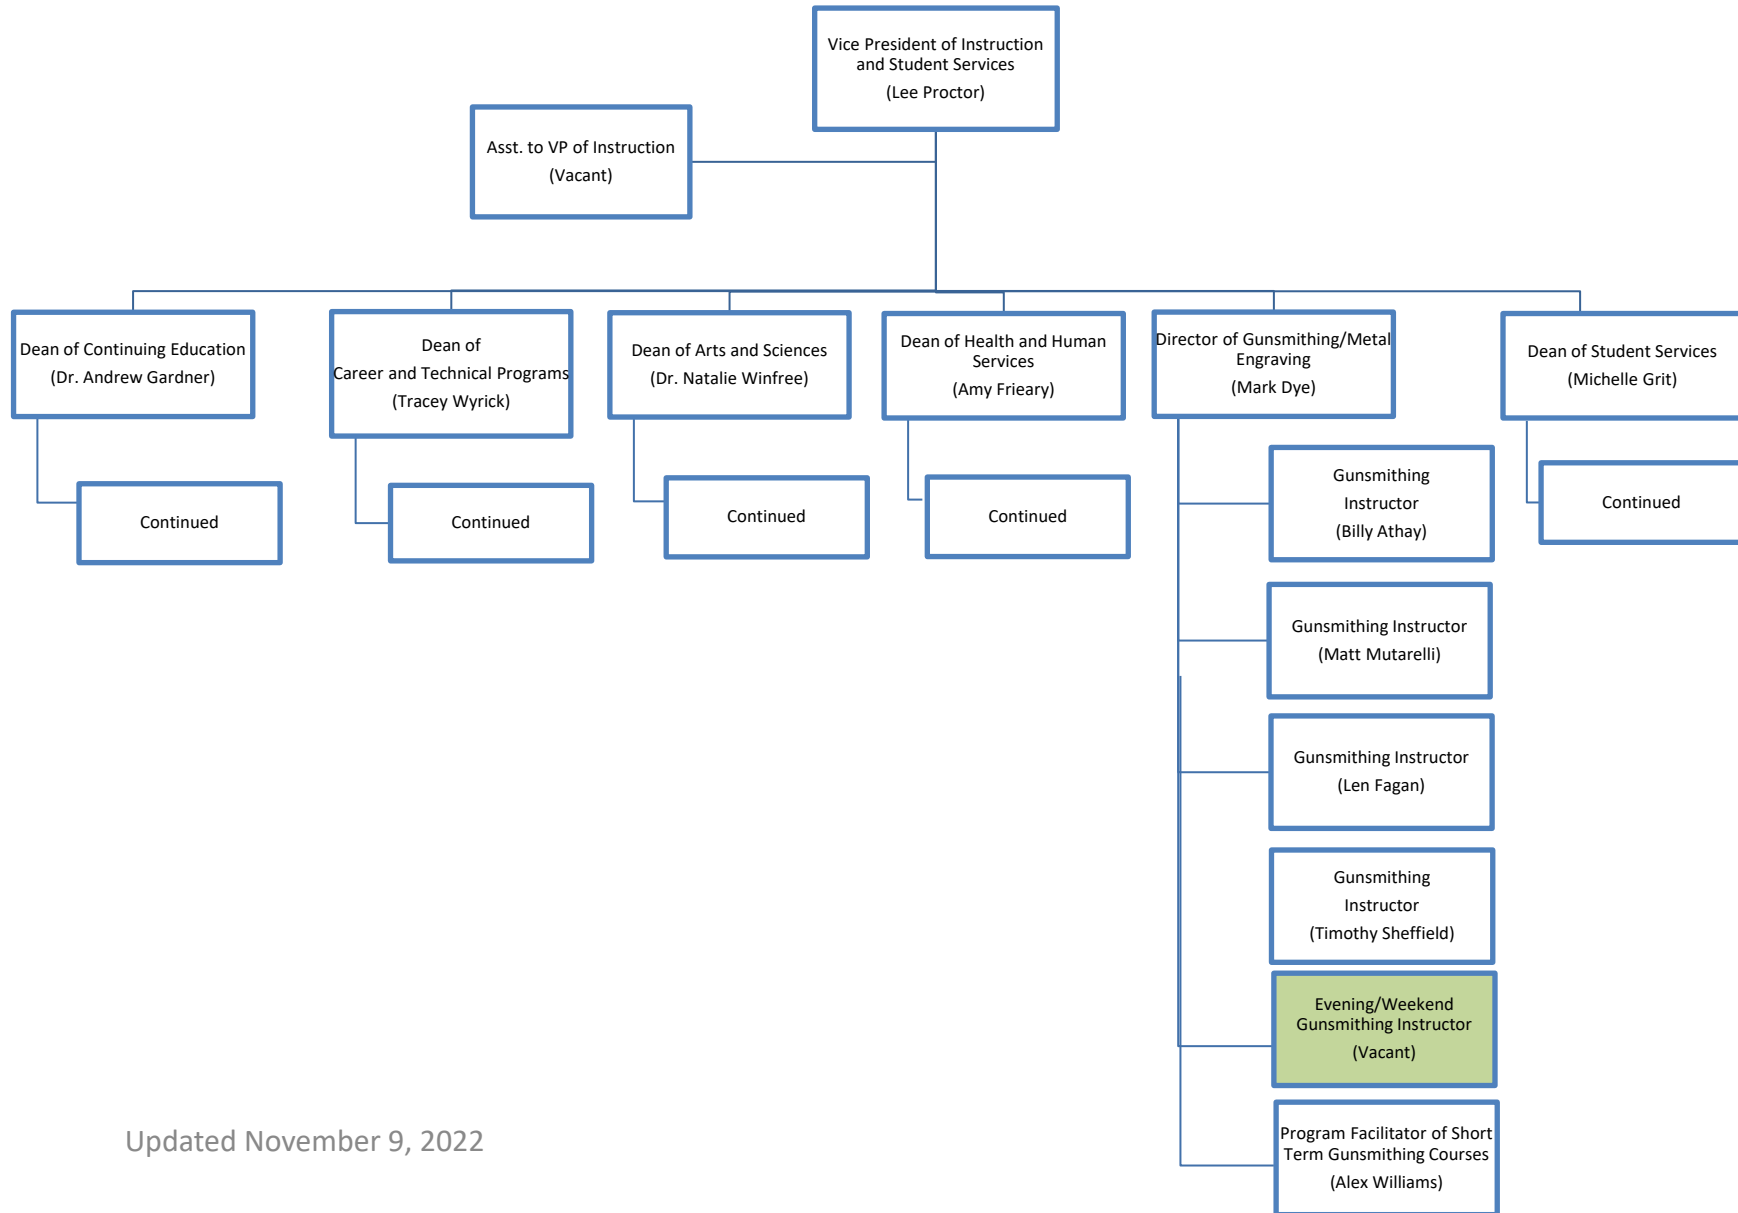 Vice President of Instruction
and Student Services
(Lee Proctor)
Asst. to VP of Instruction
(Vacant)
Dean of Continuing Education
(Dr. Andrew Gardner)
Dean of
Career and Technical Programs
(Tracey Wyrick)
Dean of Arts and Sciences
(Dr. Natalie Winfree)
Dean of Health and Human
Services
(Amy Frieary)
Director of Gunsmithing/Metal
Engraving
(Mark Dye)
Dean of Student Services
(Michelle Grit)
Continued
Continued
Continued
Continued
Gunsmithing
Instructor
(Billy Athay)
Continued
Gunsmithing Instructor
(Matt Mutarelli)
Gunsmithing Instructor
(Len Fagan)
Gunsmithing
Instructor
(Timothy Sheffield)
Evening/Weekend
Gunsmithing Instructor
(Vacant)
Program Facilitator of Short
Term Gunsmithing Courses
(Alex Williams)
Updated November 9, 2022